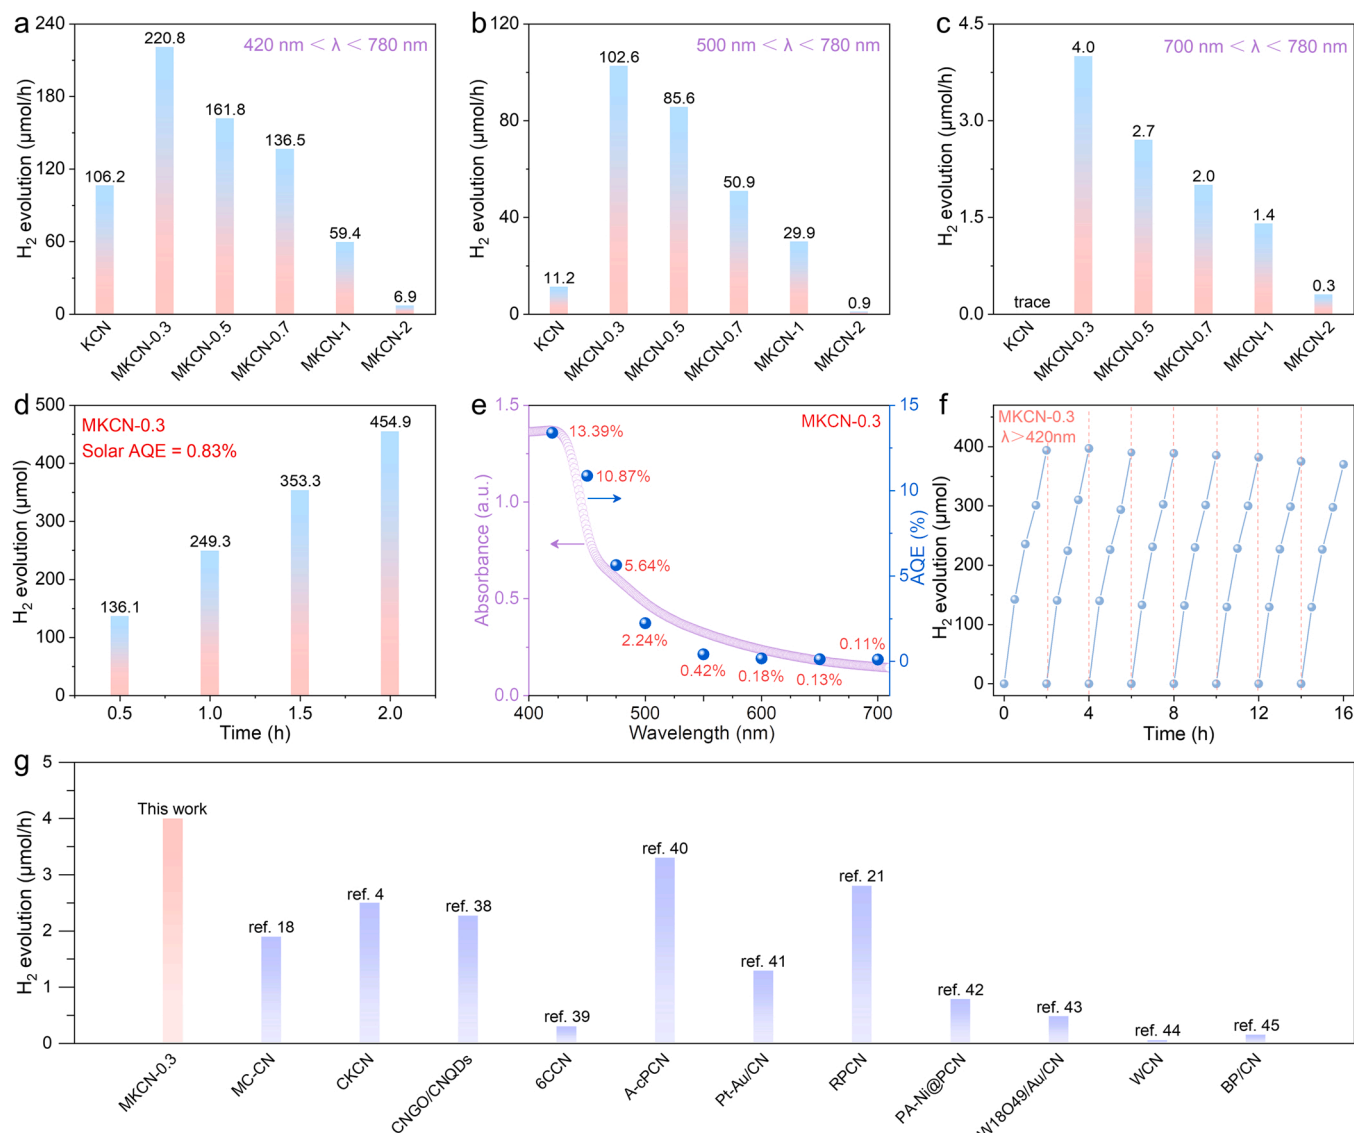 a
420 nm < λ < 780 nm
H2 evolution (μmol/h)
300
240
180
120
60
0
106.2
220.8
161.8
136.5
59.4
6.9
KCN
MKCN-0.3
MKCN-0.5
MKCN-0.7
MKCN-1
MKCN-2
b
500 nm < λ < 780 nm
H2 evolution (μmol/h)
120
80
40
0
11.2
102.6
85.6
50.9
29.9
0.9
KCN
MKCN-0.3
MKCN-0.5
MKCN-0.7
MKCN-1
MKCN-2
c
700 nm < λ < 780 nm
H2 evolution (μmol/h)
4.5
3.0
1.5
0.0
trace
4.0
2.7
2.0
1.4
0.3
KCN
MKCN-0.3
MKCN-0.5
MKCN-0.7
MKCN-1
MKCN-2
d
MKCN-0.3
Solar AQE = 0.83%
H2 evolution (μmol)
500
400
300
200
100
0
136.1
249.3
353.3
454.9
0.5
1.0
1.5
2.0
Time (h)
e
MKCN-0.3
Absorbance (a.u.)
1.5
1.0
0.5
0.0
13.39%
10.87%
5.64%
2.24%
0.42%
0.18%
0.13%
0.11%
15
10
5
0
AQE (%)
400
500
600
700
Wavelength (nm)
f
MKCN-0.3
λ>420nm
H2 evolution (μmol)
400
300
200
100
0
0
2
4
6
8
10
12
14
16
Time (h)
g
H2 evolution (μmol/h)
5
4
3
2
1
0
This work
ref. 18
ref. 4
ref. 38
ref. 39
ref. 40
ref. 41
ref. 21
ref. 42
ref. 43
ref. 44
ref. 45
MKCN-0.3
MC-CN
CKCN
CNGO/CNQDs
6CCN
A-cPCN
Pt-Au/CN
RPCN
PA-Ni@PCN
W18O49/Au/CN
WCN
BP/CN